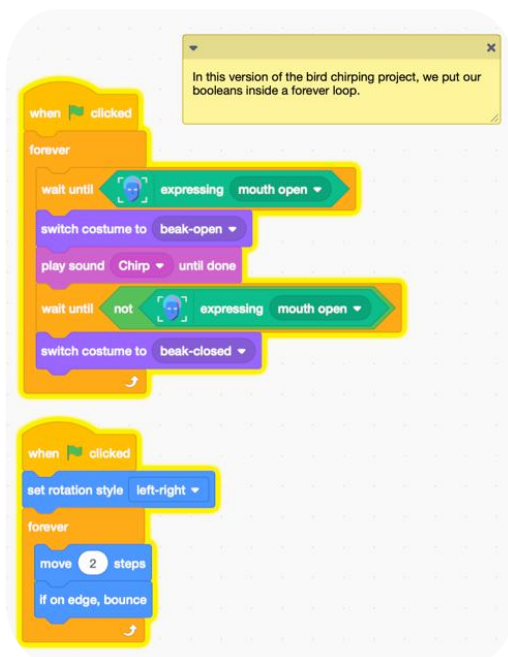 In this version of the bird chirping project, we put our
booleans inside a forever loop.
when clicked
forever
wait until expressing mouth open
switch costume to beak-open
play sound Chirp until done
wait until not expressing mouth open
switch costume to beak-closed
when clicked
set rotation style left-right
forever
move 2 steps
if on edge, bounce